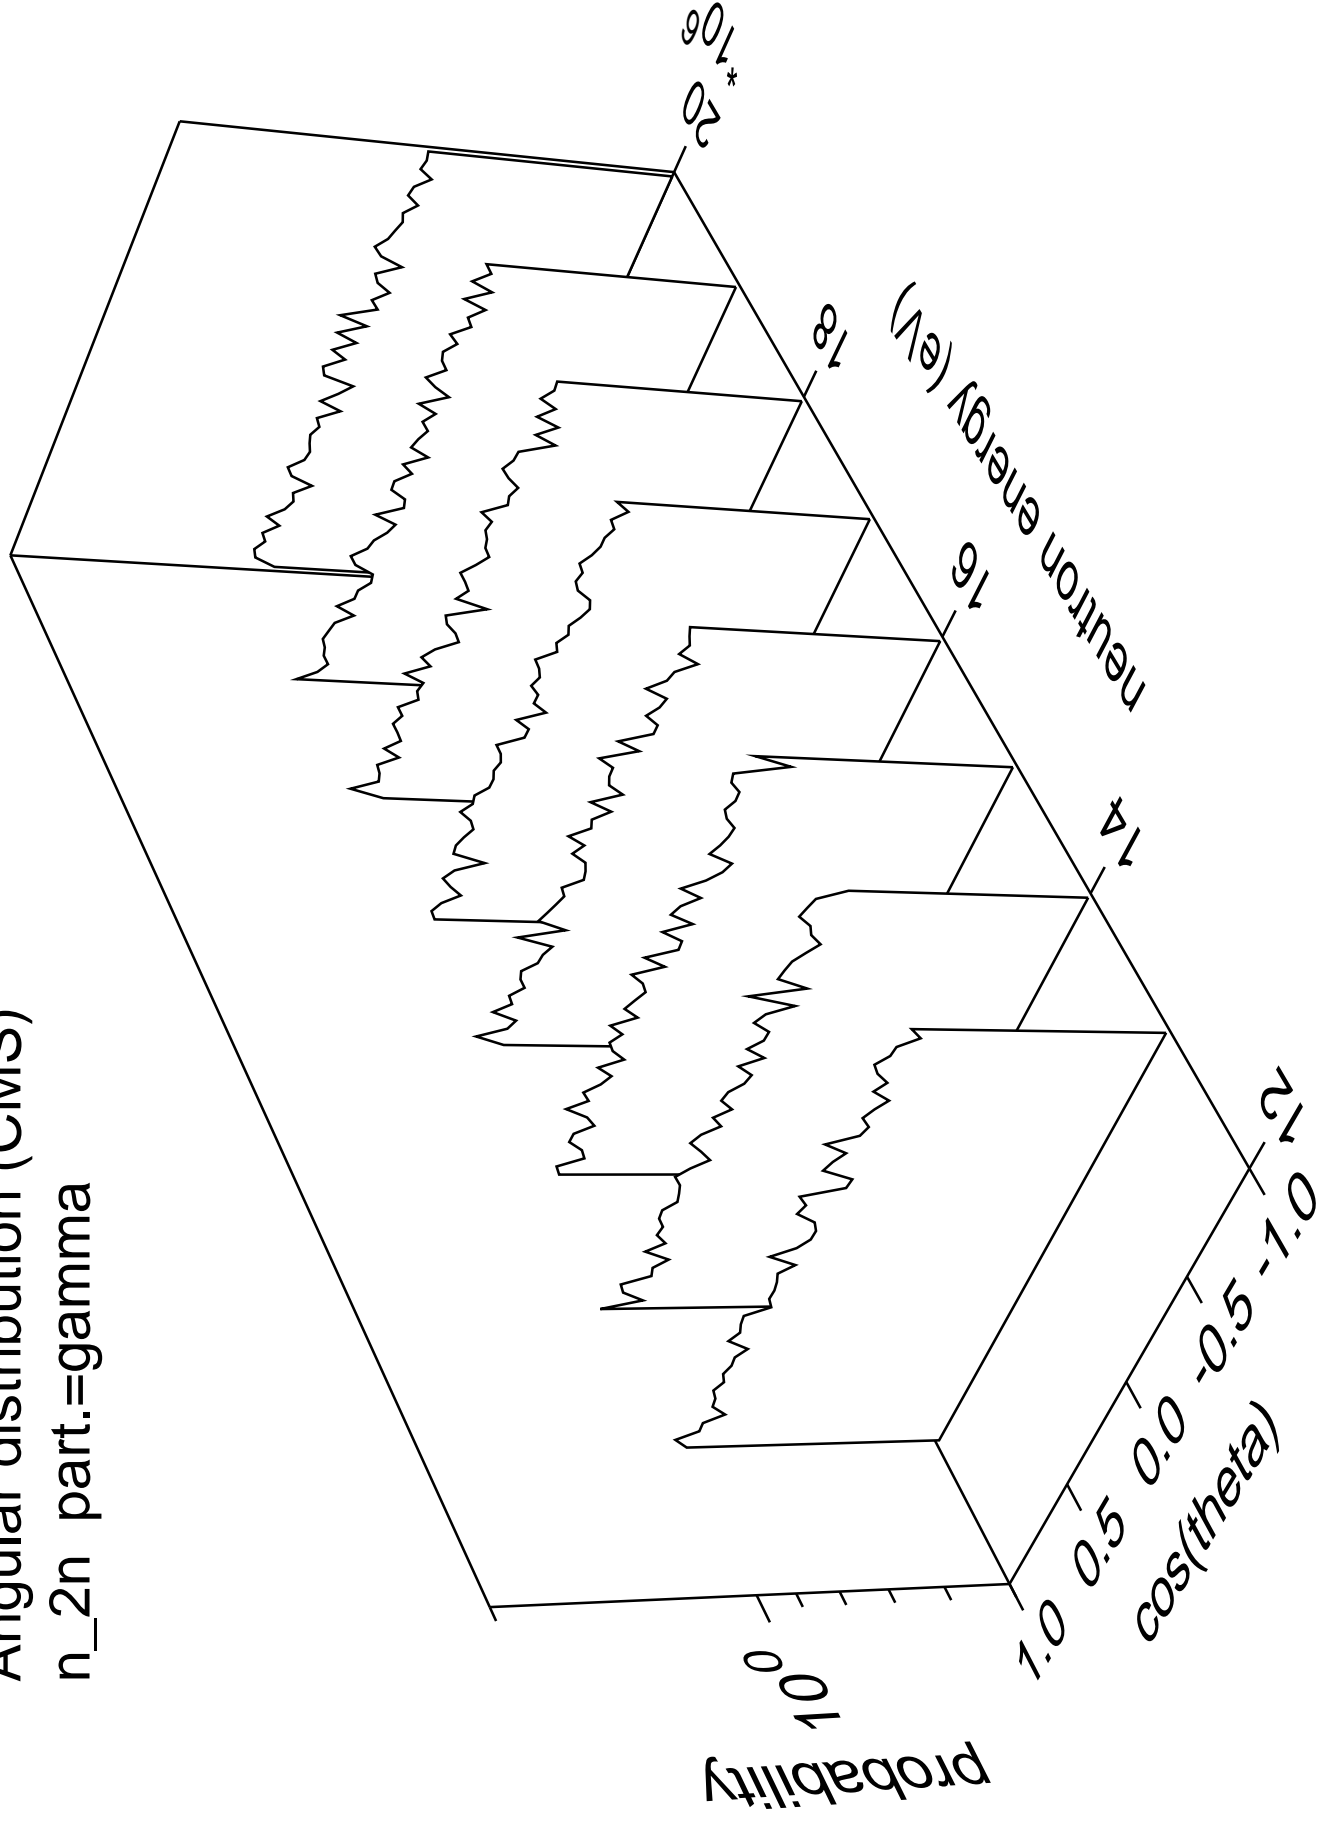 Angular distribution (CMS)
n_2n part.=gamma
probability
10^0
cos(theta)
1.0
0.5
0.0
-0.5
-1.0
12
14
16
18
20
*10^6
neutron energy (eV)